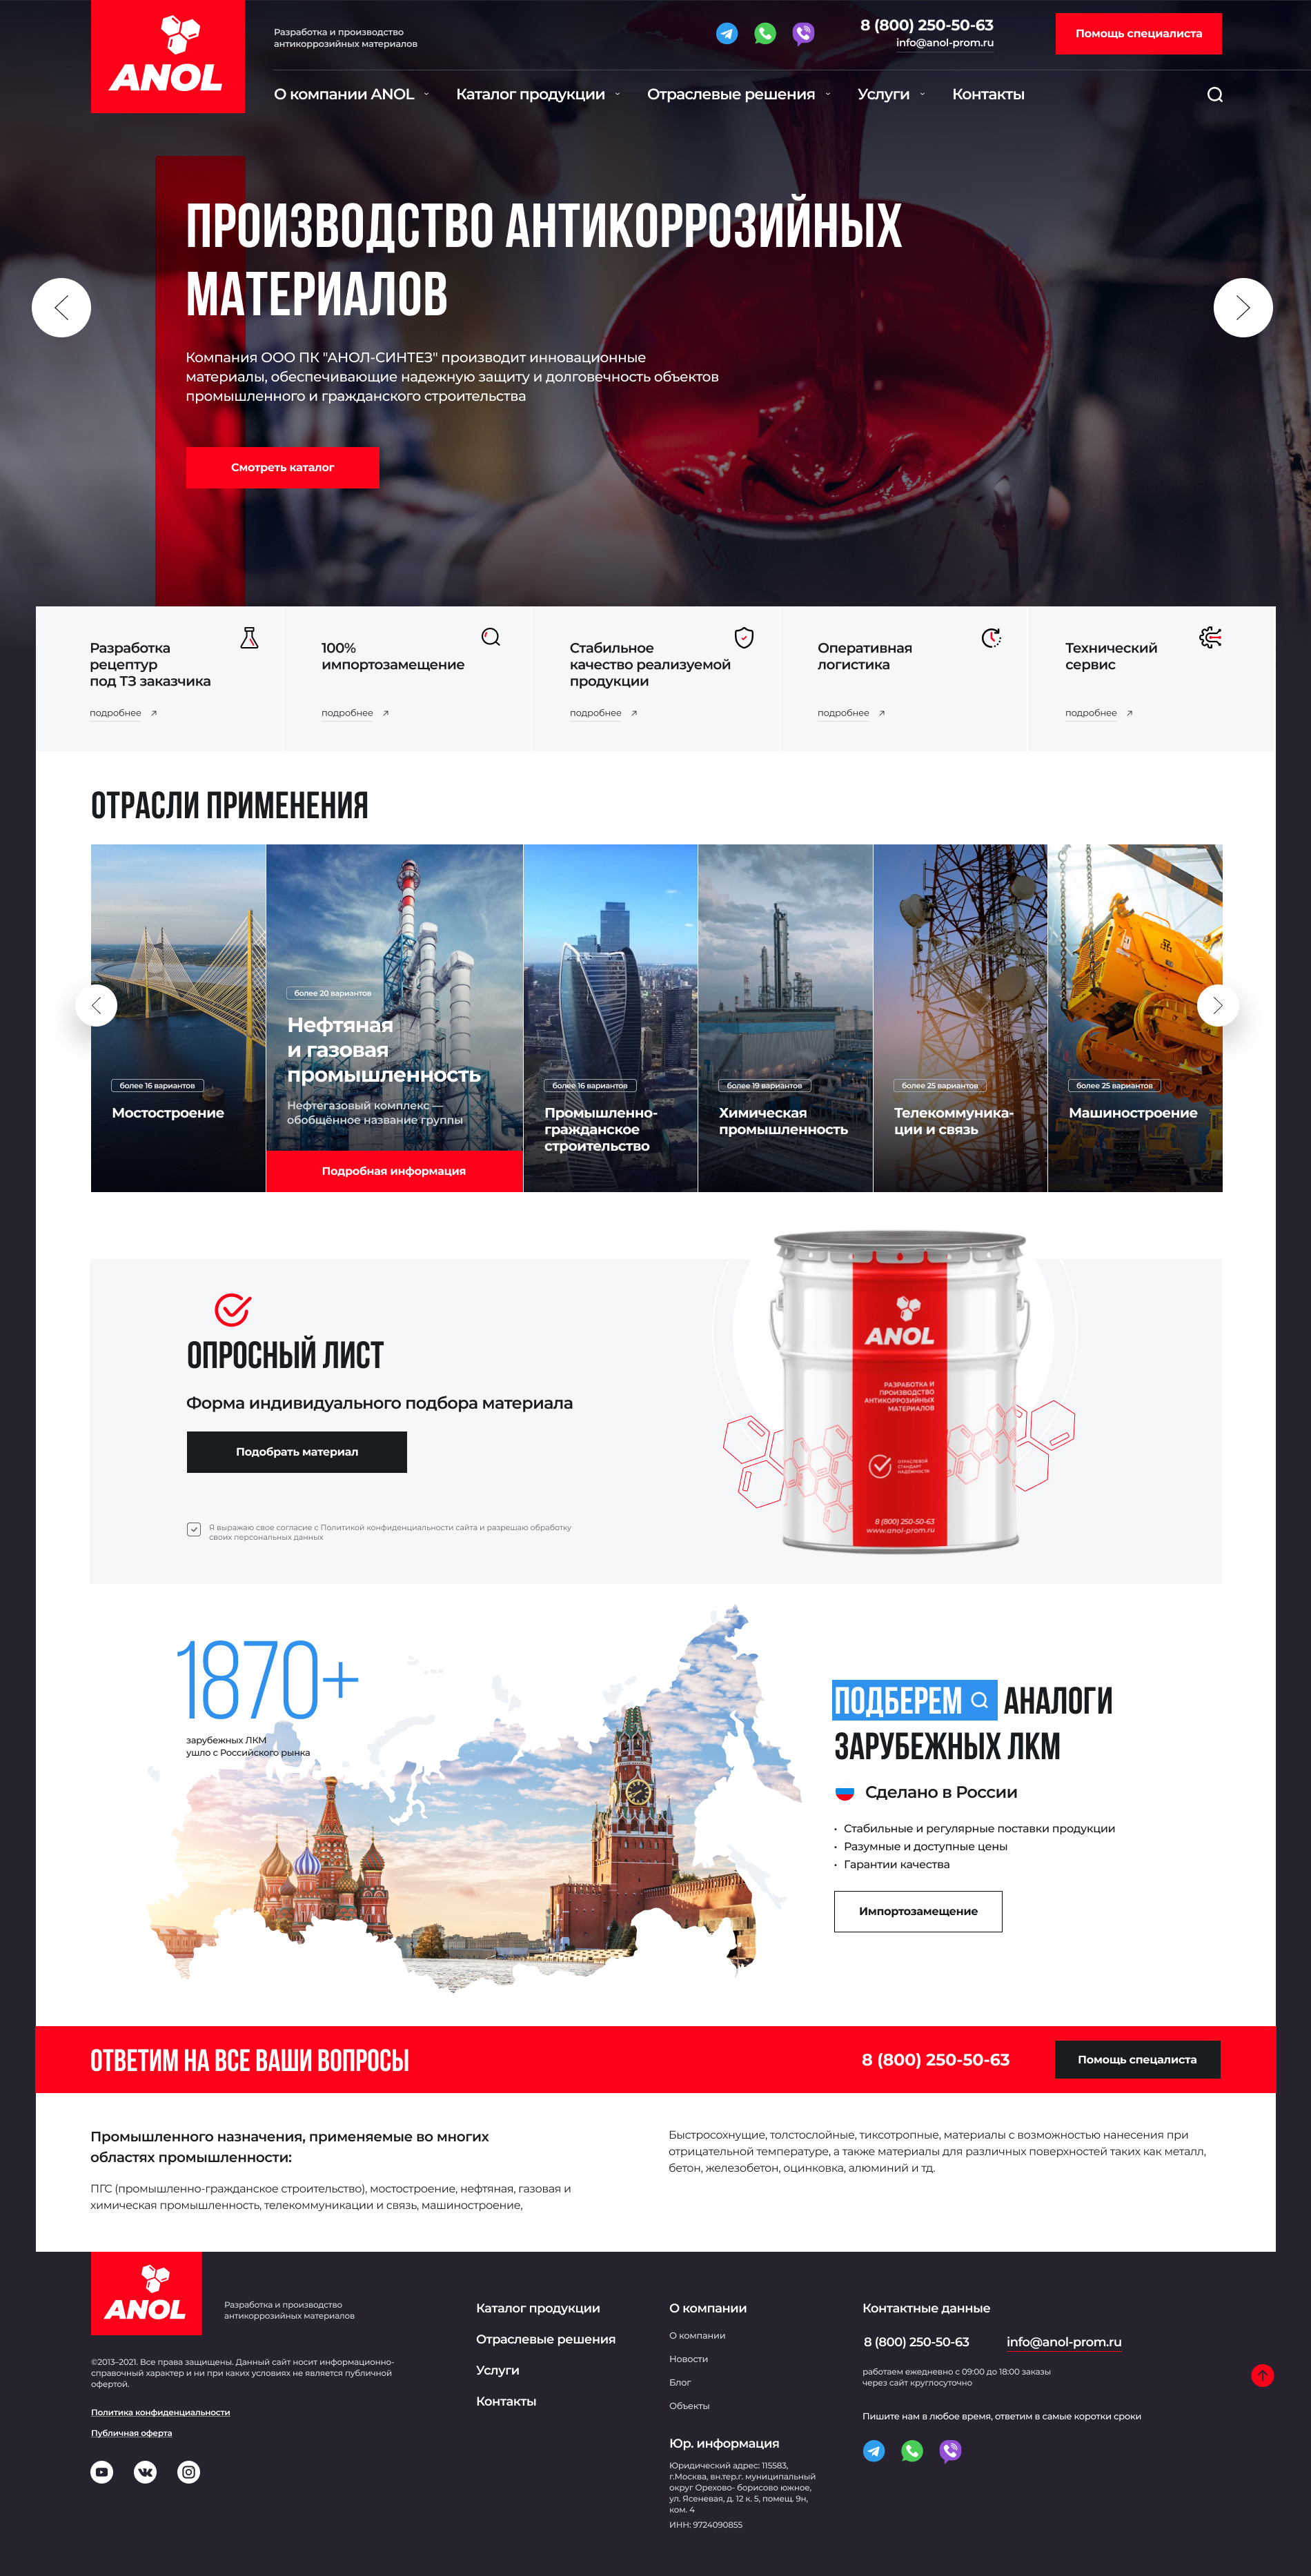 ANOL
Разработка и производство
антикоррозийных материалов
8 (800) 250-50-63
info@anol-prom.ru
Помощь специалиста
О компании ANOL
Каталог продукции
Отраслевые решения
Услуги
Контакты
ПРОИЗВОДСТВО АНТИКОРРОЗИЙНЫХ
МАТЕРИАЛОВ
Компания ООО ПК "АНОЛ-СИНТЕЗ" производит инновационные
материалы, обеспечивающие надежную защиту и долговечность объектов
промышленного и гражданского строительства
Смотреть каталог
Разработка
рецептур
под ТЗ заказчика
подробнее
100%
импортозамещение
подробнее
Стабильное
качество реализуемой
продукции
подробнее
Оперативная
логистика
подробнее
Технический
сервис
подробнее
ОТРАСЛИ ПРИМЕНЕНИЯ
более 16 вариантов
Мостостроение
более 20 вариантов
Нефтяная
и газовая
промышленность
Нефтегазовый комплекс —
обобщённое название группы
Подробная информация
более 16 вариантов
Промышленно-
гражданское
строительство
более 19 вариантов
Химическая
промышленность
более 25 вариантов
Телекоммуника-
ции и связь
более 25 вариантов
Машиностроение
ОПРОСНЫЙ ЛИСТ
Форма индивидуального подбора материала
Подобрать материал
Я выражаю свое согласие с Политикой конфиденциальности сайта и разрешаю обработку
своих персональных данных
ANOL
РАЗРАБОТКА И
ПРОИЗВОДСТВО
АНТИКОРРОЗИЙНЫХ
МАТЕРИАЛОВ
ОТРАСЛЕВОЙ
СТАНДАРТ
НАДЁЖНОСТИ
8 (800) 250-50-63
www.anol-prom.ru
1870+
зарубежных ЛКМ
ушло с Российского рынка
ПОДБЕРЕМ АНАЛОГИ
ЗАРУБЕЖНЫХ ЛКМ
Сделано в России
• Стабильные и регулярные поставки продукции
• Разумные и доступные цены
• Гарантии качества
Импортозамещение
ОТВЕТИМ НА ВСЕ ВАШИ ВОПРОСЫ
8 (800) 250-50-63
Помощь спецалиста
Промышленного назначения, применяемые во многих
областях промышленности:
ПГС (промышленно-гражданское строительство), мостостроение, нефтяная, газовая и
химическая промышленность, телекоммуникации и связь, машиностроение,
Быстросохнущие, толстослойные, тиксотропные, материалы с возможностью нанесения при
отрицательной температуре, а также материалы для различных поверхностей таких как металл,
бетон, железобетон, оцинковка, алюминий и тд.
ANOL
Разработка и производство
антикоррозийных материалов
©2013–2021. Все права защищены. Данный сайт носит информационно-
справочный характер и ни при каких условиях не является публичной
офертой.
Политика конфиденциальности
Публичная оферта
Каталог продукции
Отраслевые решения
Услуги
Контакты
О компании
О компании
Новости
Блог
Объекты
Юр. информация
Юридический адрес: 115583,
г.Москва, вн.тер.г. муниципальный
округ Орехово- борисово южное,
ул. Ясеневая, д. 12 к. 5, помещ. 9н,
ком. 4
ИНН: 9724090855
Контактные данные
8 (800) 250-50-63
info@anol-prom.ru
работаем ежедневно с 09:00 до 18:00 заказы
через сайт круглосуточно
Пишите нам в любое время, ответим в самые коротки сроки